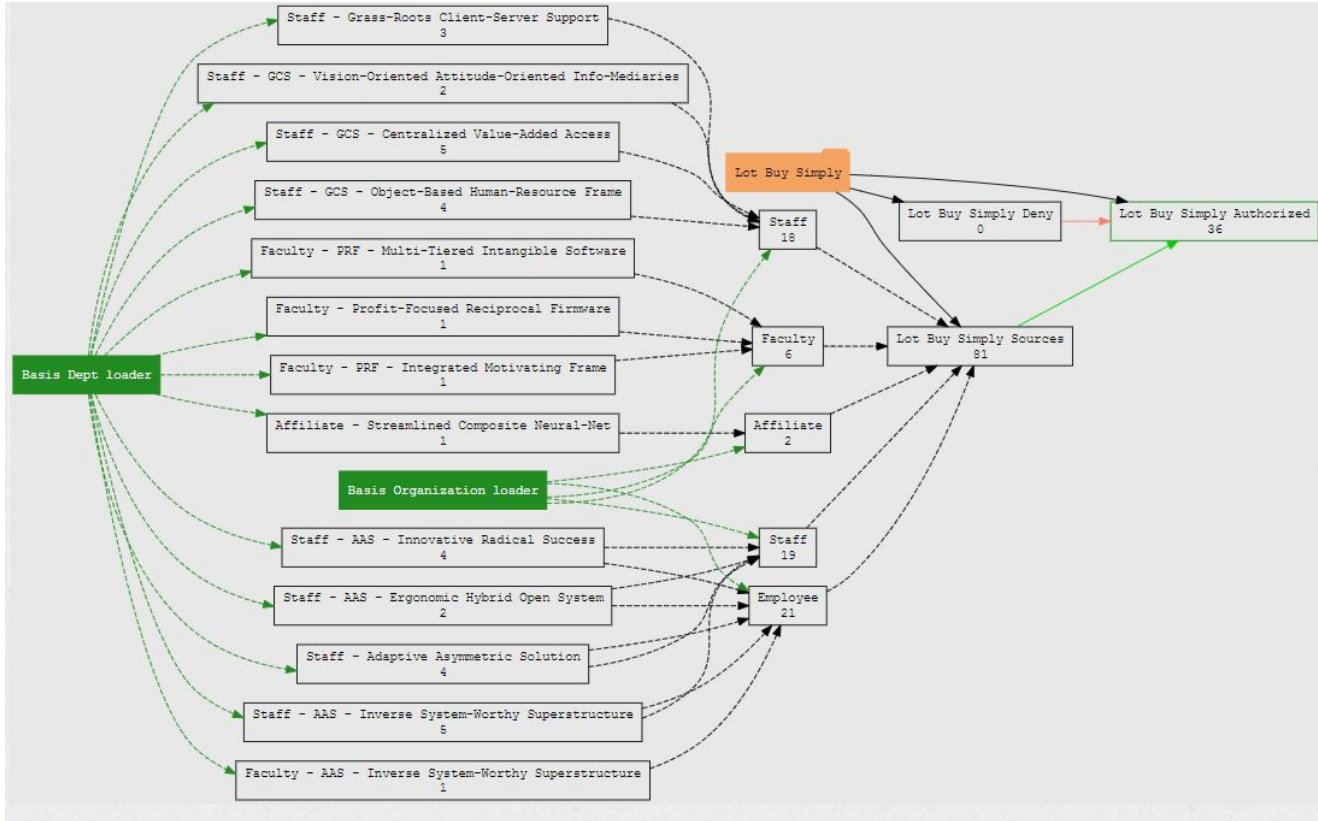 Staff - Grass-Roots Client-Server Support
3
Staff - GCS - Vision-Oriented Attitude-Oriented Info-Mediaries
2
Staff - GCS - Centralized Value-Added Access
5
Staff - GCS - Object-Based Human-Resource Frame
4
Faculty - PRF - Multi-Tiered Intangible Software
1
Faculty - Profit-Focused Reciprocal Firmware
1
Basis Dept loader
Faculty - PRF - Integrated Motivating Frame
1
Affiliate - Streamlined Composite Neural-Net
1
Basis Organization loader
Staff - AAS - Innovative Radical Success
4
Staff - AAS - Ergonomic Hybrid Open System
2
Staff - Adaptive Asymmetric Solution
4
Staff - AAS - Inverse System-Worthy Superstructure
5
Faculty - AAS - Inverse System-Worthy Superstructure
1
Lot Buy Simply
Staff
18
Faculty
6
Affiliate
2
Staff
19
Employee
21
Lot Buy Simply Deny
0
Lot Buy Simply Sources
81
Lot Buy Simply Authorized
36